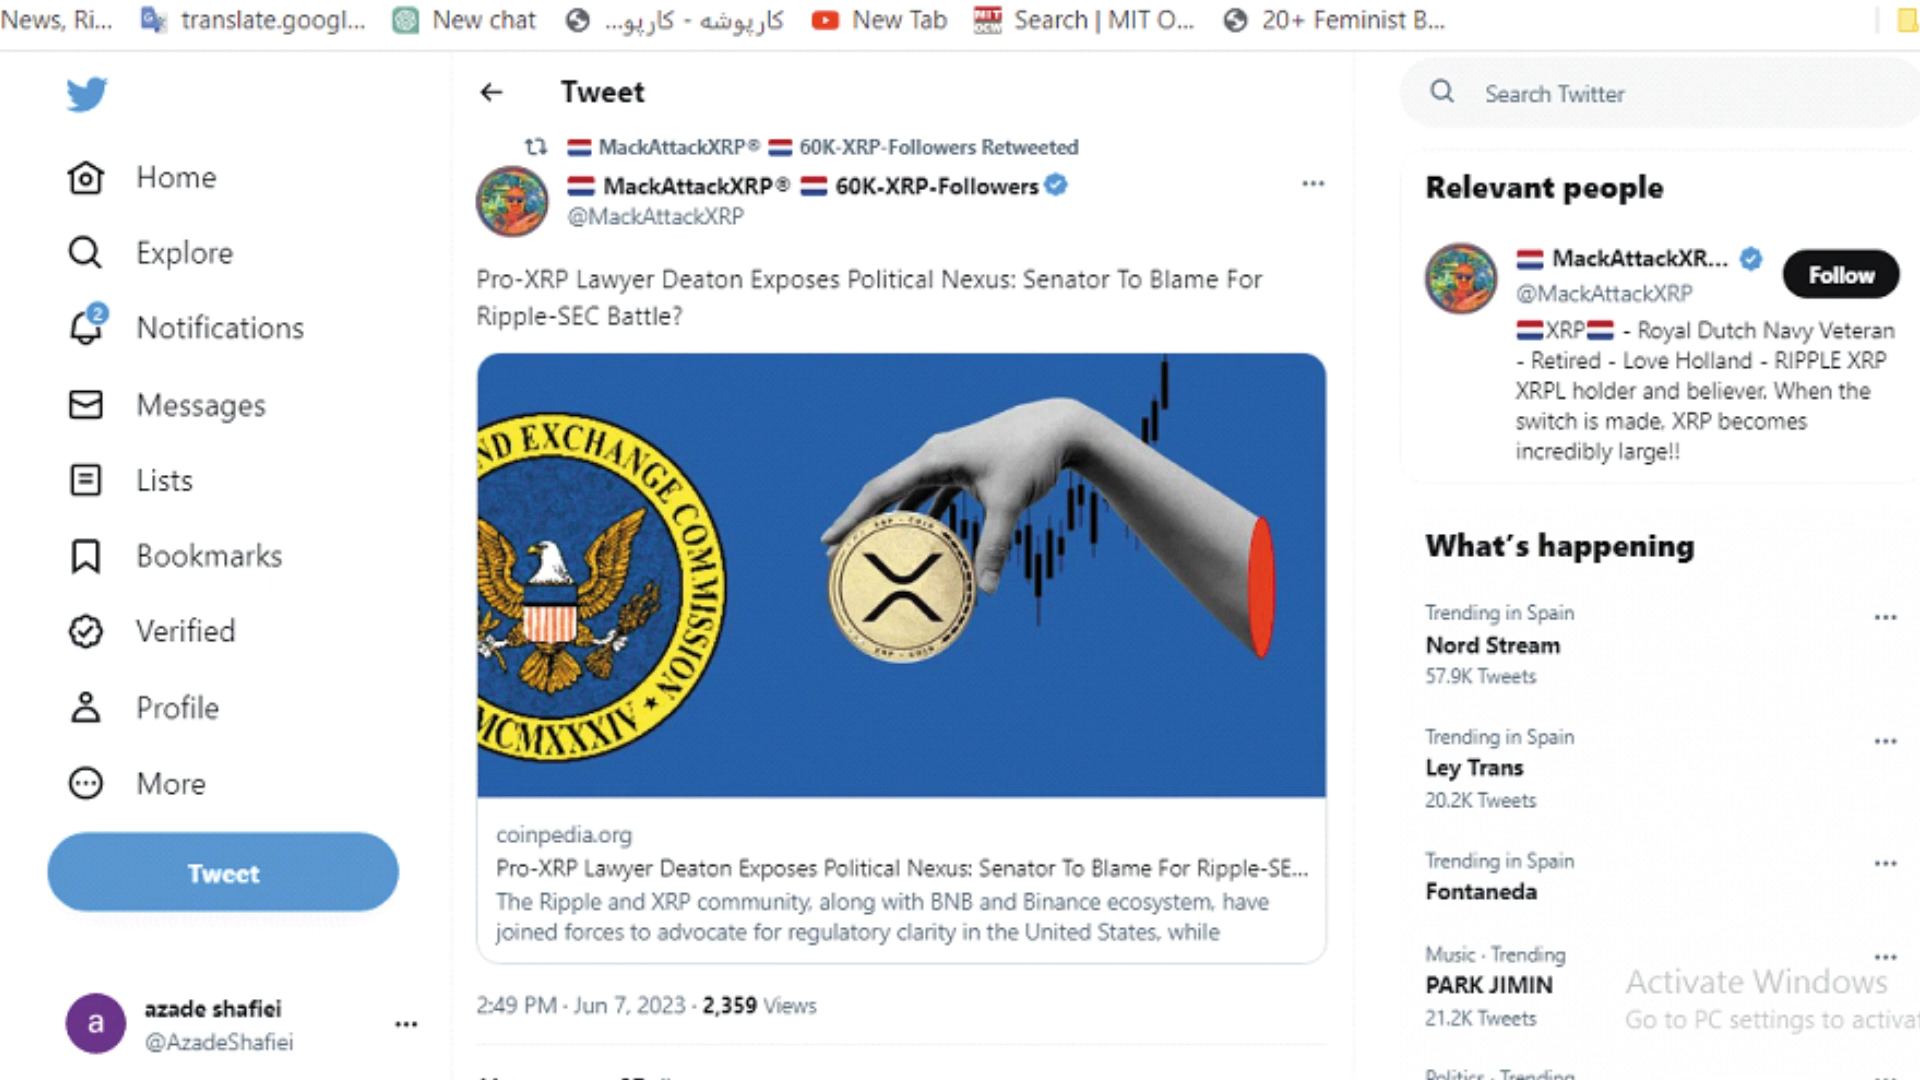 News, Ri...
translate.googl...
New chat
کارپوشه - کارپو...
New Tab
Search | MIT O...
20+ Feminist B...
Home
Explore
2
Notifications
Messages
Lists
Bookmarks
Verified
Profile
More
Tweet
a
azade shafiei
@AzadeShafiei
Tweet
MackAttackXRP® 60K-XRP-Followers Retweeted
MackAttackXRP® 60K-XRP-Followers
@MackAttackXRP
Pro-XRP Lawyer Deaton Exposes Political Nexus: Senator To Blame For
Ripple-SEC Battle?
ND EXCHANGE COMMISSION
MCMXXXIV
coinpedia.org
Pro-XRP Lawyer Deaton Exposes Political Nexus: Senator To Blame For Ripple-SE...
The Ripple and XRP community, along with BNB and Binance ecosystem, have
joined forces to advocate for regulatory clarity in the United States, while
2:49 PM · Jun 7, 2023 · 2,359 Views
Search Twitter
Relevant people
MackAttackXR...
@MackAttackXRP
Follow
XRP - Royal Dutch Navy Veteran
- Retired - Love Holland - RIPPLE XRP
XRPL holder and believer. When the
switch is made, XRP becomes
incredibly large!!
What's happening
Trending in Spain
Nord Stream
57.9K Tweets
Trending in Spain
Ley Trans
20.2K Tweets
Trending in Spain
Fontaneda
Music · Trending
PARK JIMIN
21.2K Tweets
Politics · Trending
Activate Windows
Go to PC settings to activat